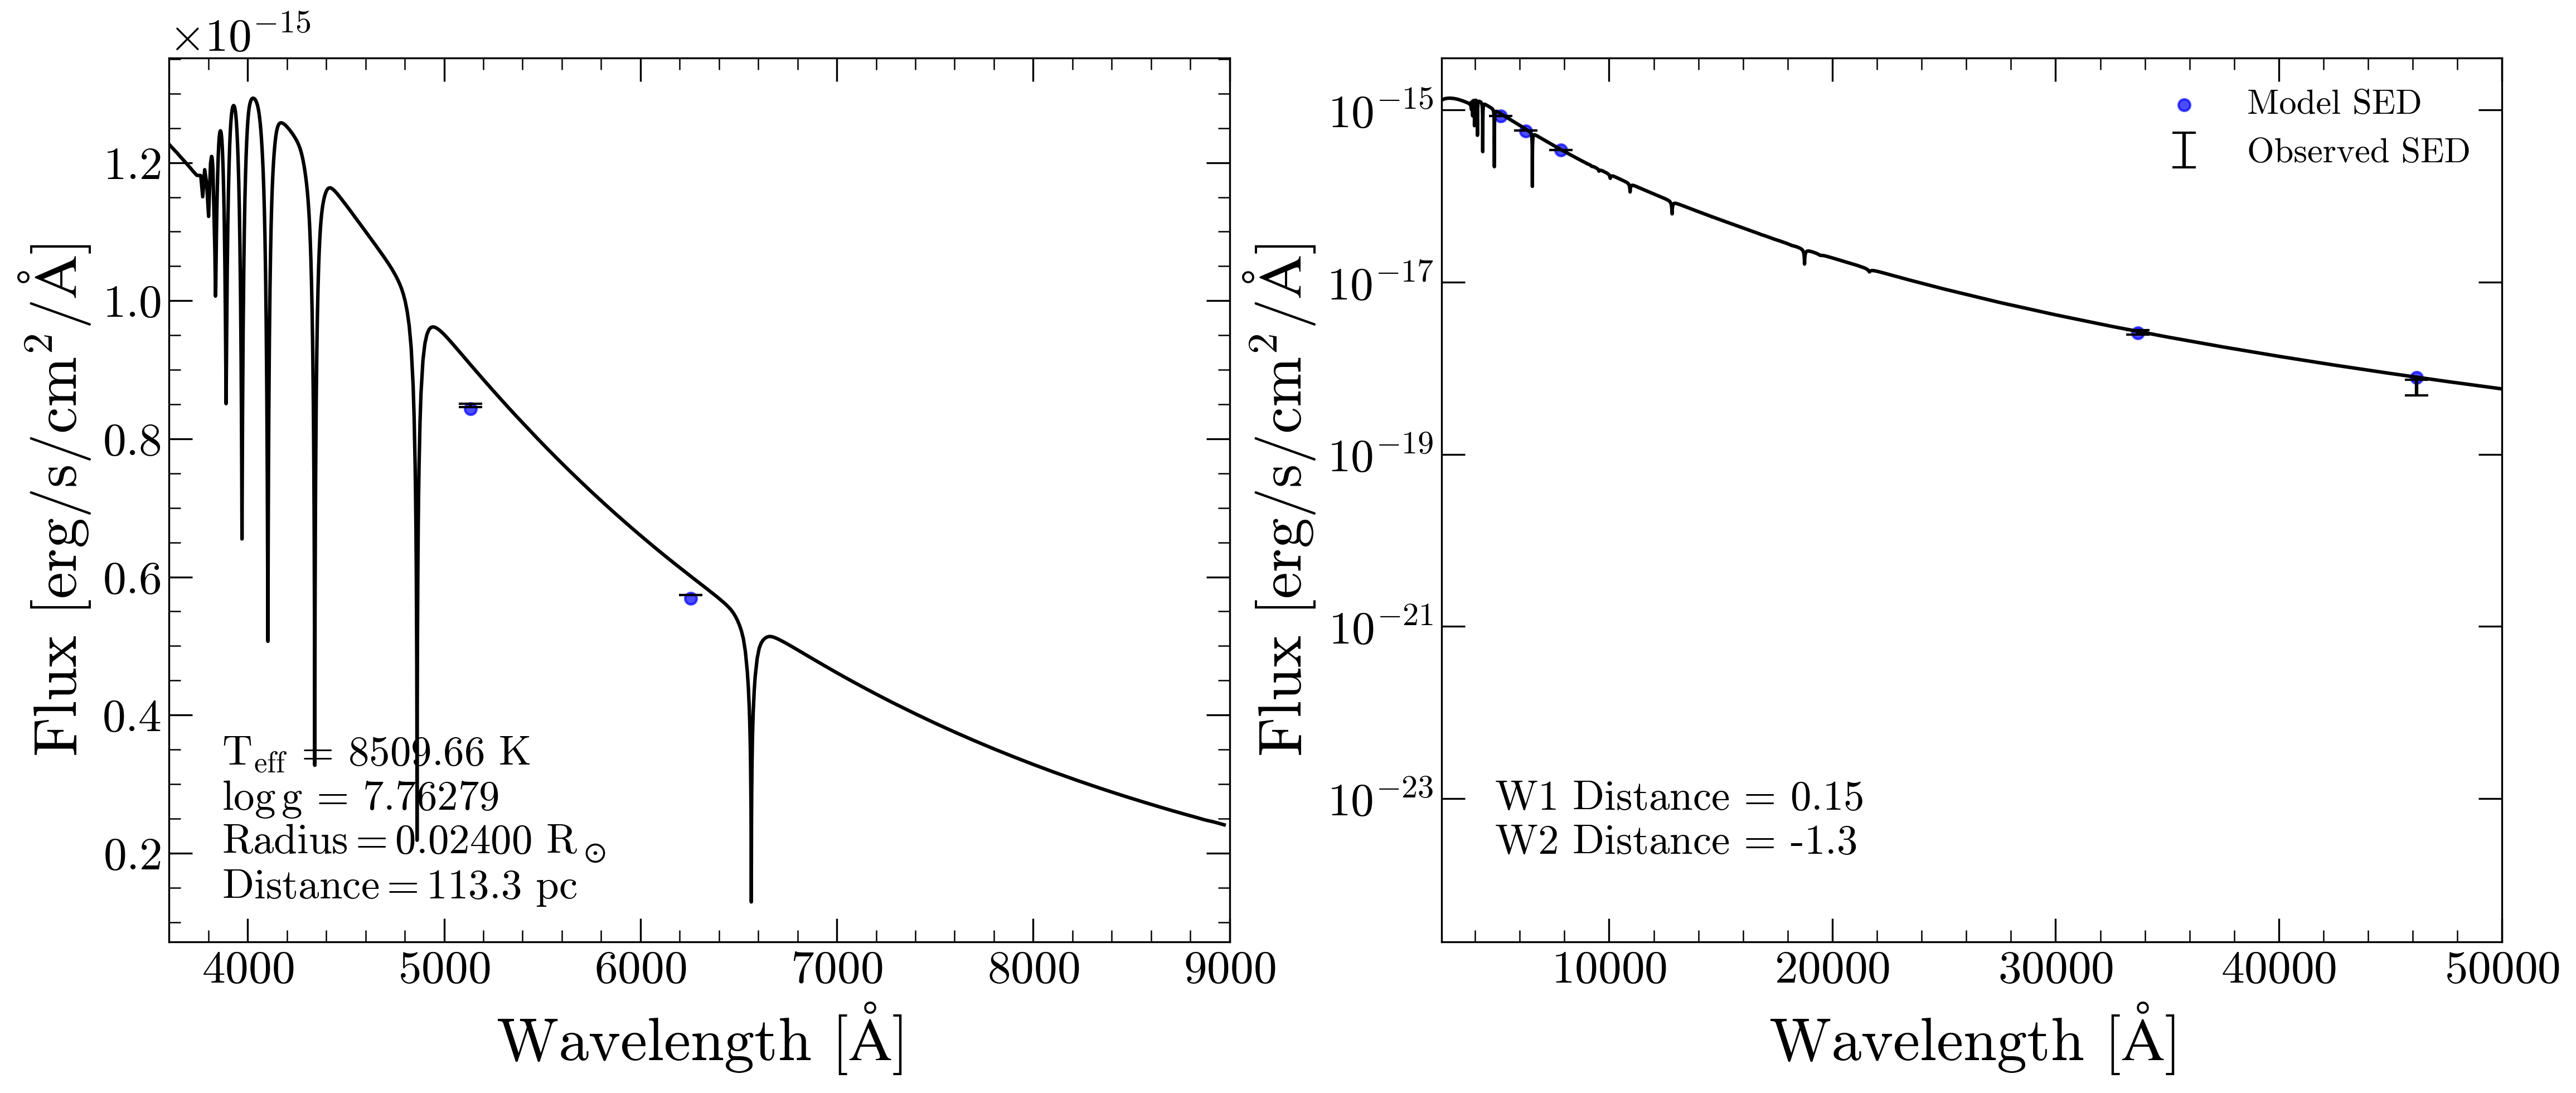 ×10⁻¹⁵
1.2
1.0
0.8
0.6
0.4
0.2
Flux [erg/s/cm²/Å]
T_eff = 8509.66 K
log g = 7.76279
Radius = 0.02400 R_⊙
Distance = 113.3 pc
4000 5000 6000 7000 8000 9000
Wavelength [Å]
10⁻¹⁵
10⁻¹⁷
10⁻¹⁹
10⁻²¹
10⁻²³
Flux [erg/s/cm²/Å]
Model SED
Observed SED
W1 Distance = 0.15
W2 Distance = -1.3
10000 20000 30000 40000 50000
Wavelength [Å]